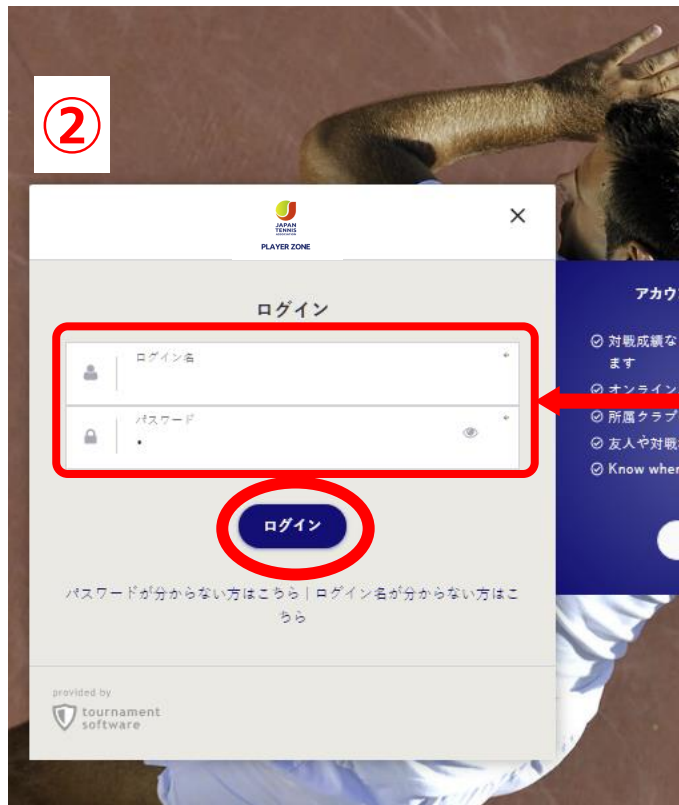 ②
JAPAN
TENNIS
ASSOCIATION
PLAYER ZONE
ログイン
ログイン名 *
パスワード *
•
ログイン
パスワードが分からない方はこちら | ログイン名が分からない方はこ
ちら
provided by
tournament
software
アカウ
対戦成績な
ます
オンライン
所属クラブ
友人や対戦
Know wher